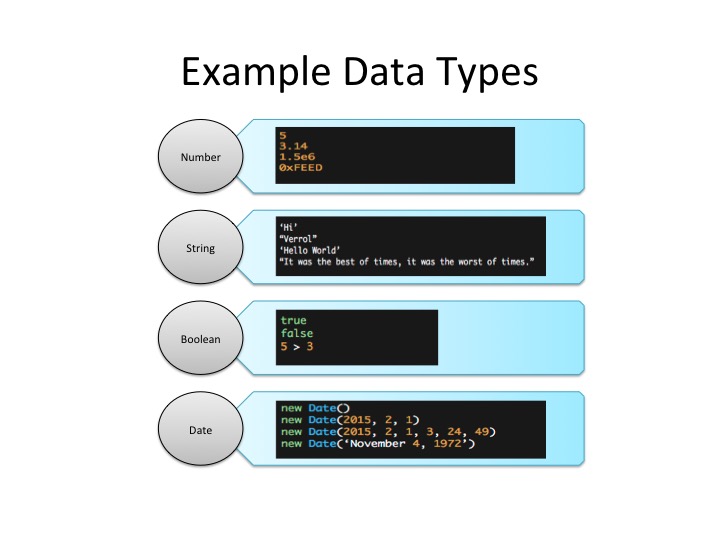 Example Data Types
Number
5
3.14
1.5e6
0xFEED
String
‘Hi’
“Verrol”
‘Hello World’
“It was the best of times, it was the worst of times.”
Boolean
true
false
5 > 3
Date
new Date()
new Date(2015, 2, 1)
new Date(2015, 2, 1, 3, 24, 49)
new Date(‘November 4, 1972’)